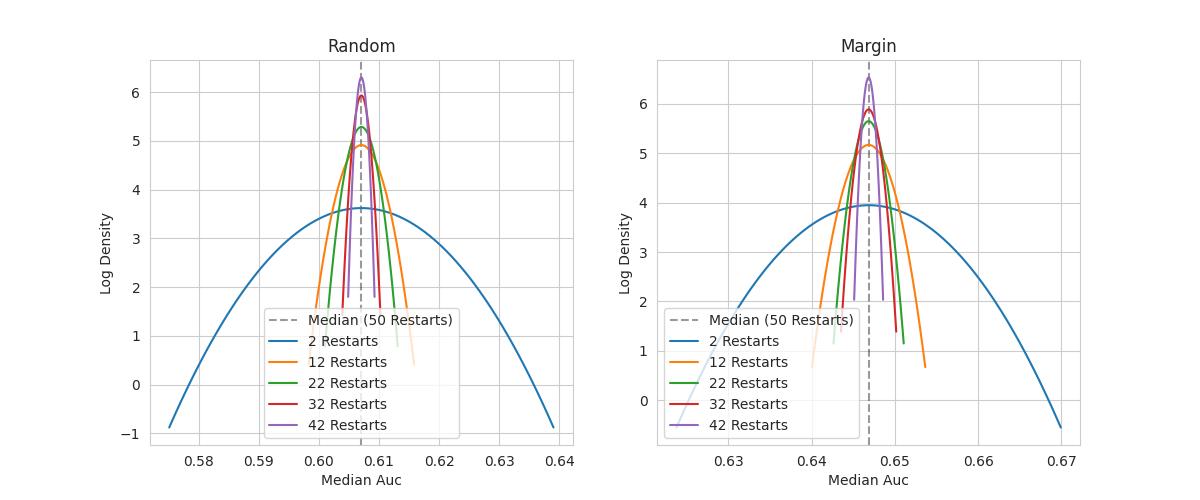 Random
Log Density
6
5
4
3
2
1
0
−1
Median (50 Restarts)
2 Restarts
12 Restarts
22 Restarts
32 Restarts
42 Restarts
0.58 0.59 0.60 0.61 0.62 0.63 0.64
Median Auc
Margin
Log Density
6
5
4
3
2
1
0
Median (50 Restarts)
2 Restarts
12 Restarts
22 Restarts
32 Restarts
42 Restarts
0.63 0.64 0.65 0.66 0.67
Median Auc